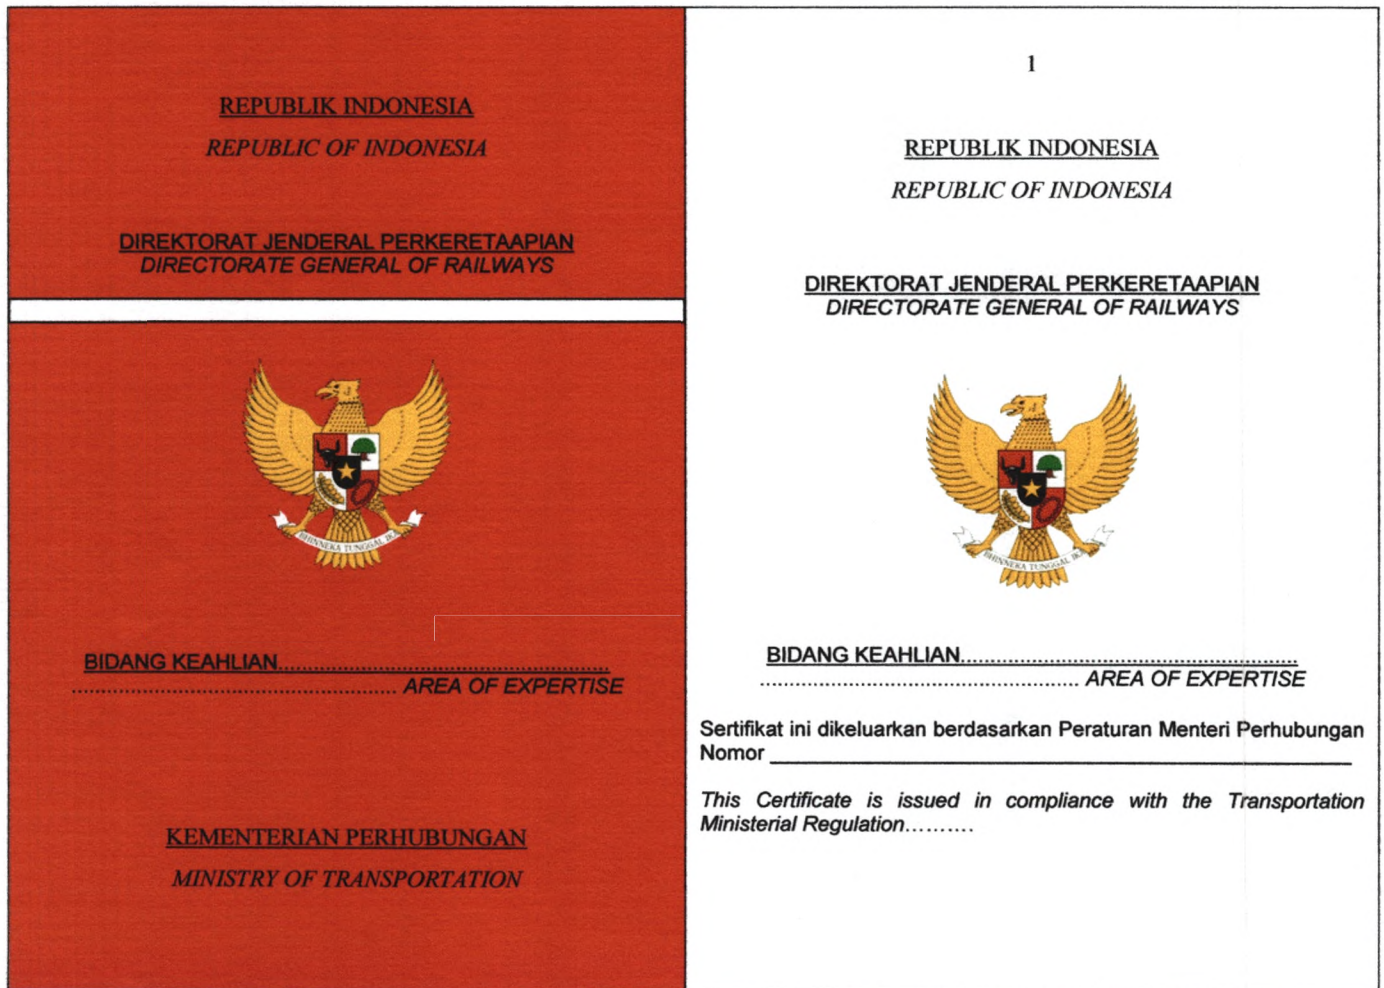 REPUBLIK INDONESIA
REPUBLIC OF INDONESIA
DIREKTORAT JENDERAL PERKERETAAPIAN
DIRECTORATE GENERAL OF RAILWAYS
BHINNEKA TUNGGAL IKA
BIDANG KEAHLIAN........................................................
....................................................... AREA OF EXPERTISE
KEMENTERIAN PERHUBUNGAN
MINISTRY OF TRANSPORTATION
1
REPUBLIK INDONESIA
REPUBLIC OF INDONESIA
DIREKTORAT JENDERAL PERKERETAAPIAN
DIRECTORATE GENERAL OF RAILWAYS
BHINNEKA TUNGGAL IKA
BIDANG KEAHLIAN.........................................................
...................................................... AREA OF EXPERTISE
Sertifikat ini dikeluarkan berdasarkan Peraturan Menteri Perhubungan
Nomor ____________________________________________________
This Certificate is issued in compliance with the Transportation
Ministerial Regulation..........